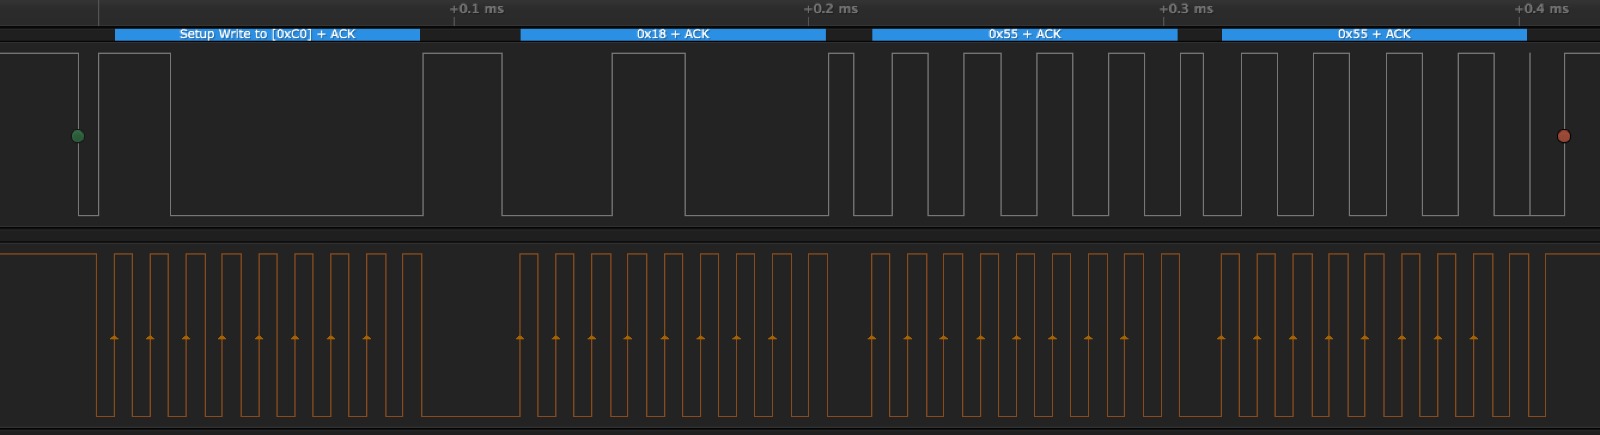 +0.1 ms +0.2 ms +0.3 ms +0.4 ms
Setup Write to [0xC0] + ACK 0x18 + ACK 0x55 + ACK 0x55 + ACK